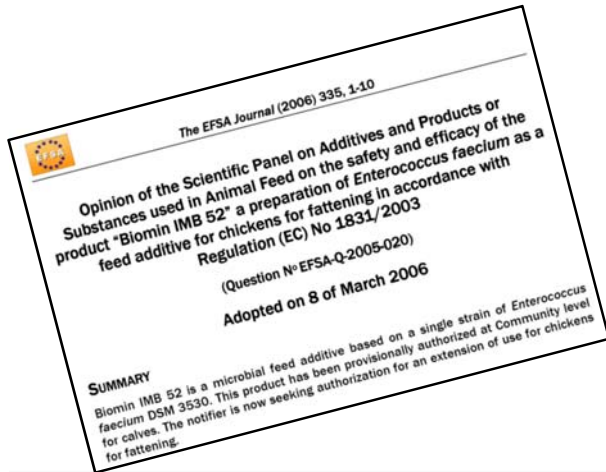 efsa
The EFSA Journal (2006) 335, 1-10
Opinion of the Scientific Panel on Additives and Products or
Substances used in Animal Feed on the safety and efficacy of the
product “Biomin IMB 52” a preparation of Enterococcus faecium as a
feed additive for chickens for fattening in accordance with
Regulation (EC) No 1831/2003
(Question Nº EFSA-Q-2005-020)
Adopted on 8 of March 2006
SUMMARY
Biomin IMB 52 is a microbial feed additive based on a single strain of Enterococcus
faecium DSM 3530. This product has been provisionally authorized at Community level
for calves. The notifier is now seeking authorization for an extension of use for chickens
for fattening.